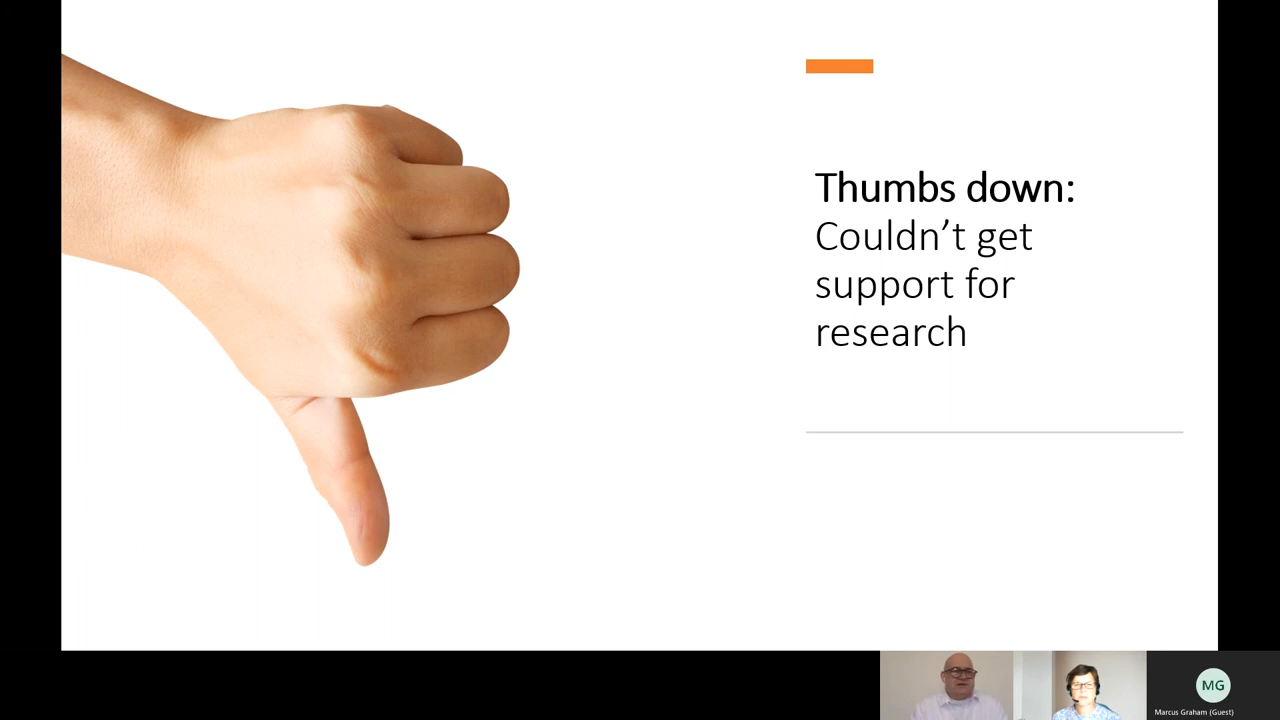 Thumbs down:
Couldn’t get
support for
research
MG
Marcus Graham (Guest)